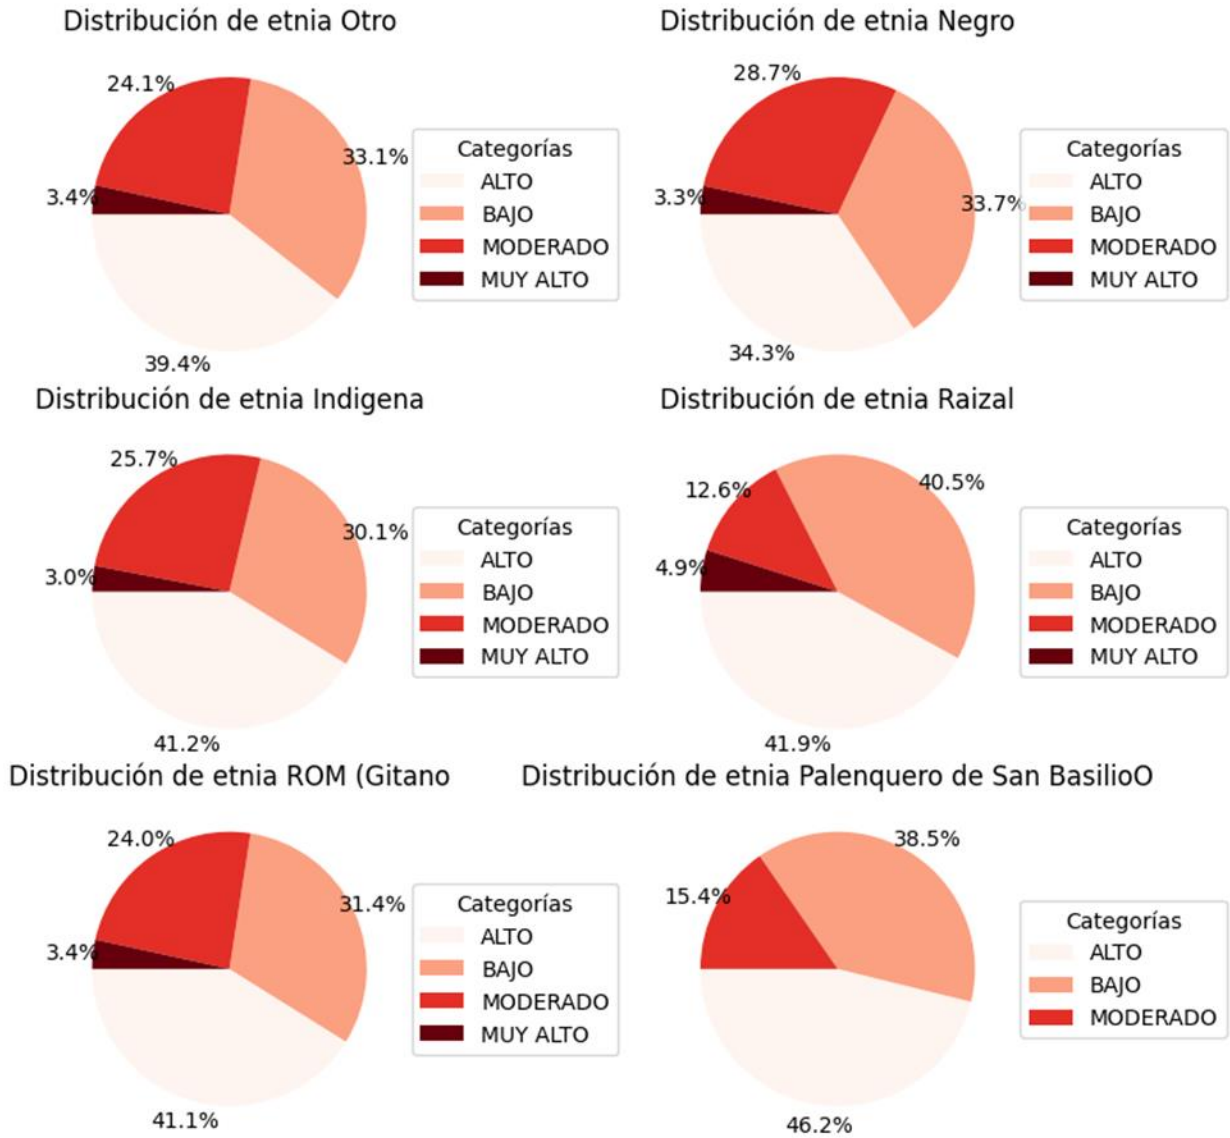 Distribución de etnia Otro
24.1%
33.1%
3.4%
39.4%
Categorías
ALTO
BAJO
MODERADO
MUY ALTO
Distribución de etnia Negro
28.7%
33.7%
3.3%
34.3%
Categorías
ALTO
BAJO
MODERADO
MUY ALTO
Distribución de etnia Indigena
25.7%
30.1%
3.0%
41.2%
Categorías
ALTO
BAJO
MODERADO
MUY ALTO
Distribución de etnia Raizal
12.6%
40.5%
4.9%
41.9%
Categorías
ALTO
BAJO
MODERADO
MUY ALTO
Distribución de etnia ROM (Gitano
24.0%
31.4%
3.4%
41.1%
Categorías
ALTO
BAJO
MODERADO
MUY ALTO
Distribución de etnia Palenquero de San BasilioO
38.5%
15.4%
46.2%
Categorías
ALTO
BAJO
MODERADO